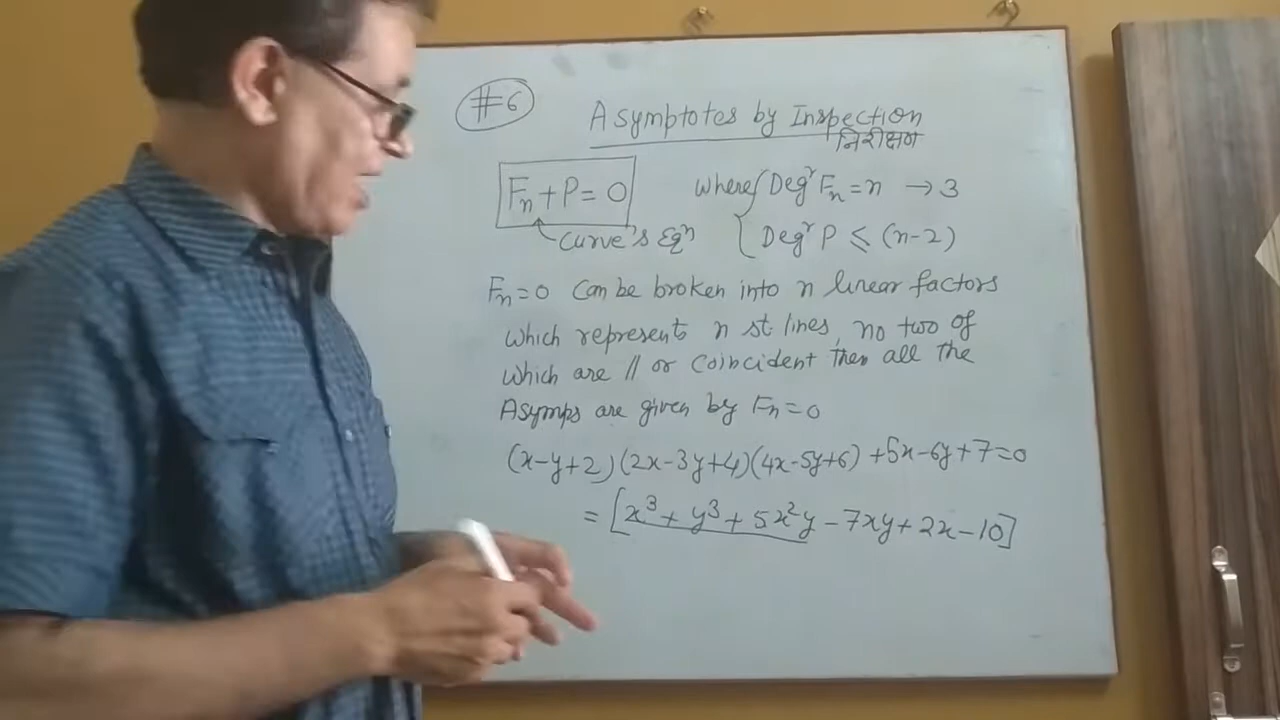 #6
Asymptotes by Inspection
निरीक्षण
Fn + P = 0 where { Degr Fn = n → 3
Curve's Eqn Degr P ≤ (n-2)
Fn=0 Can be broken into n linear factors
which represents n st lines, no two of
which are // or Coincident then all the
Asymps are given by Fn=0
(x-y+2)(2x-3y+4)(4x-5y+6)+5x-6y+7=0
= [x³+y³+5x²y-7xy+2x-10]